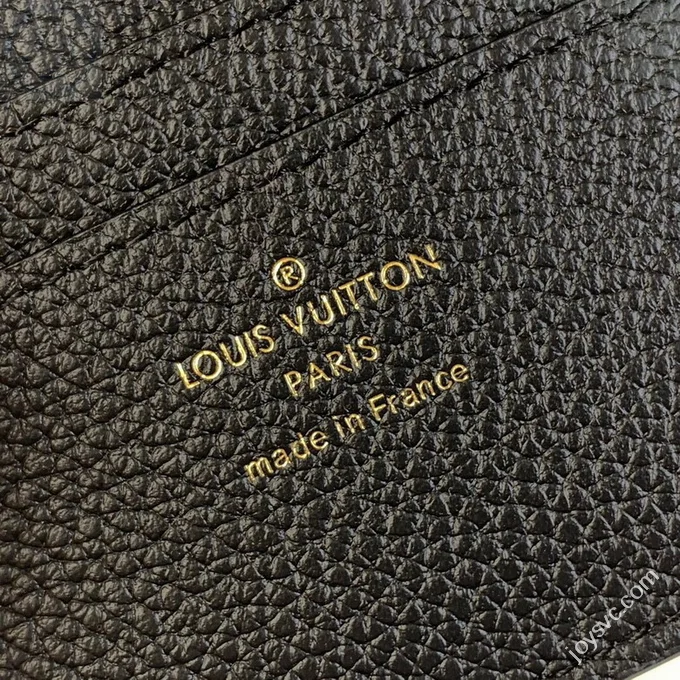 ®
LOUIS VUITTON
PARIS
made in France
joysvc.com